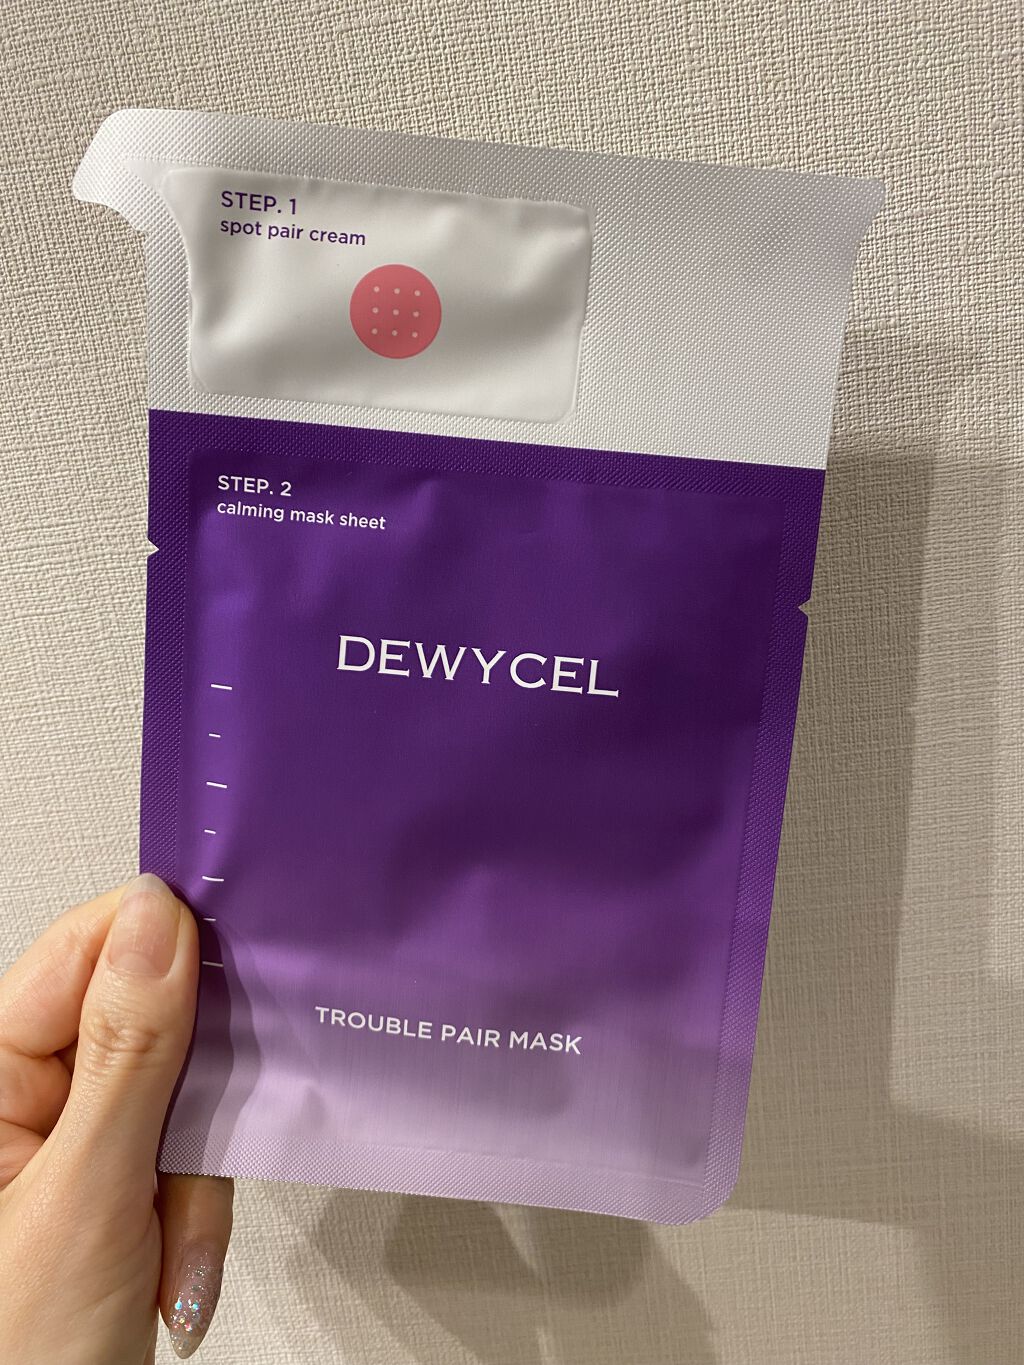 STEP. 1
spot pair cream
STEP. 2
calming mask sheet
DEWYCEL
TROUBLE PAIR MASK